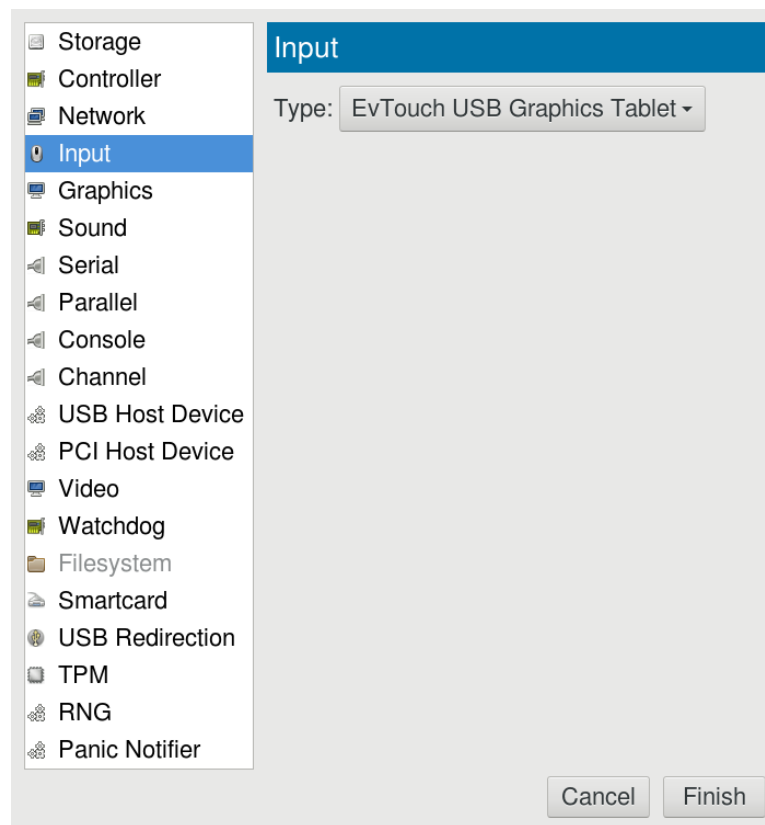 Storage
Controller
Network
Input
Graphics
Sound
Serial
Parallel
Console
Channel
USB Host Device
PCI Host Device
Video
Watchdog
Filesystem
Smartcard
USB Redirection
TPM
RNG
Panic Notifier
Input
Type: EvTouch USB Graphics Tablet
Cancel Finish